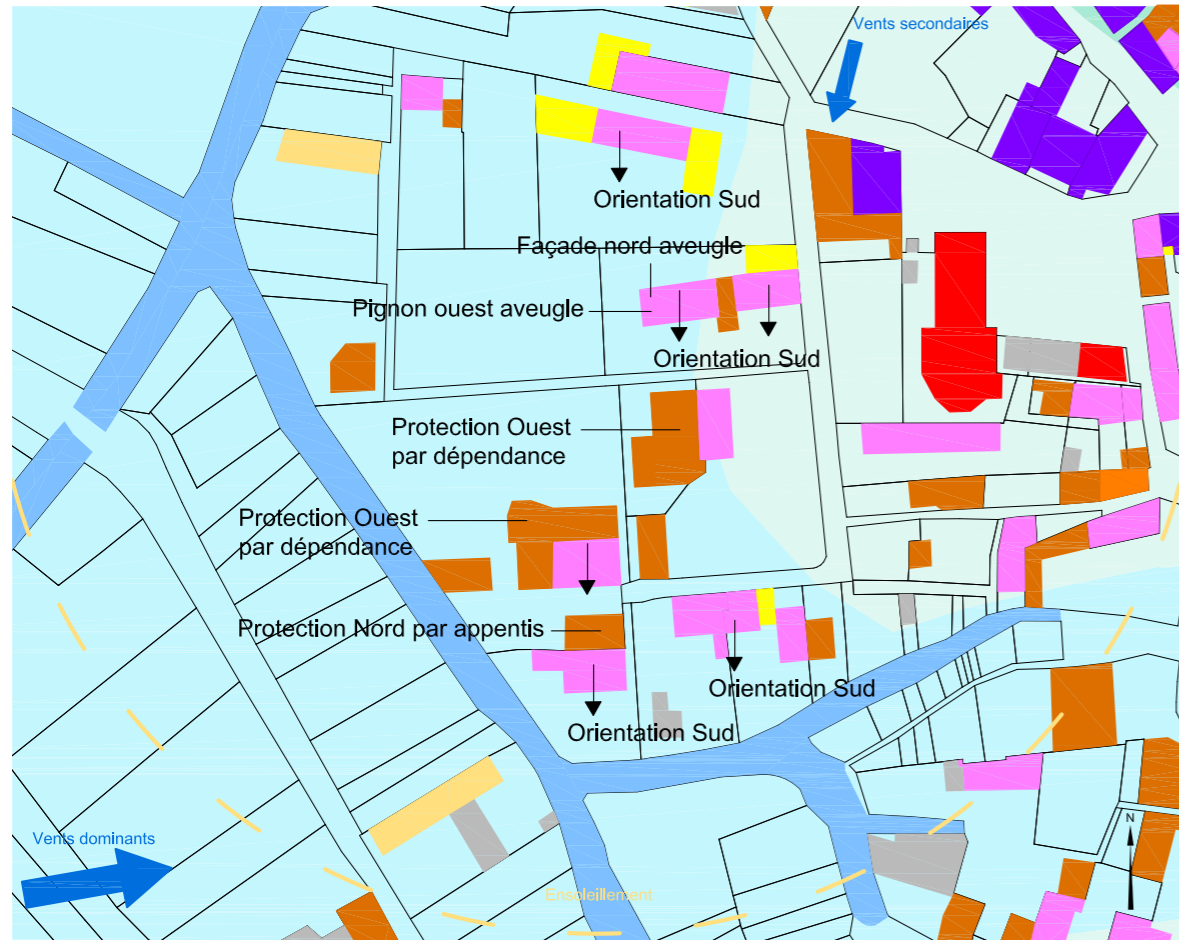 Vents secondaires
Orientation Sud
Façade nord aveugle
Pignon ouest aveugle
Orientation Sud
Protection Ouest
par dépendance
Protection Ouest
par dépendance
Protection Nord par appentis
Orientation Sud
Orientation Sud
Vents dominants
N
Ensoleillement